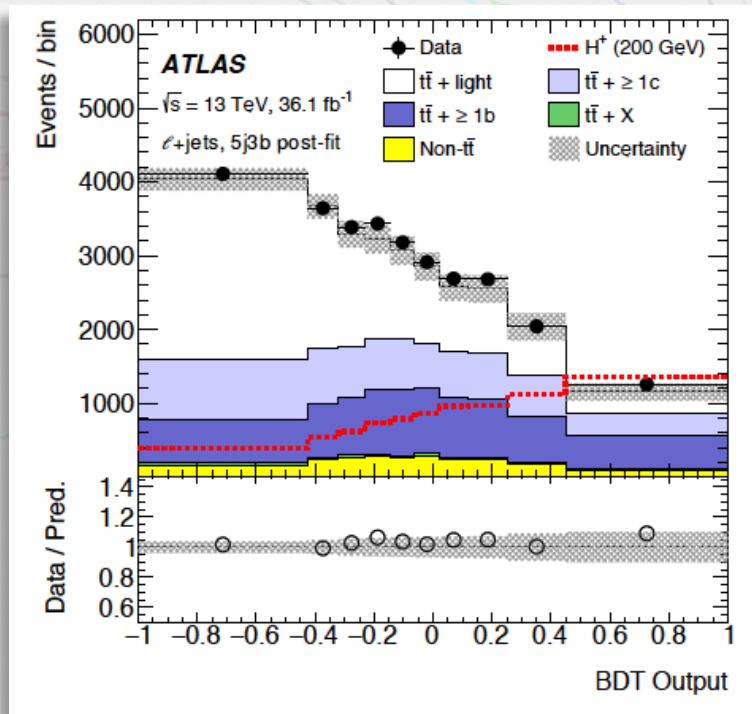 Events / bin
6000
5000
4000
3000
2000
1000
ATLAS
√s = 13 TeV, 36.1 fb⁻¹
ℓ+jets, 5j3b post-fit
Data
H⁺ (200 GeV)
tt̄ + light
tt̄ + ≥ 1c
tt̄ + ≥ 1b
tt̄ + X
Non-tt̄
Uncertainty
Data / Pred.
1.4
1.2
1
0.8
0.6
−1 −0.8 −0.6 −0.4 −0.2 0 0.2 0.4 0.6 0.8 1
BDT Output